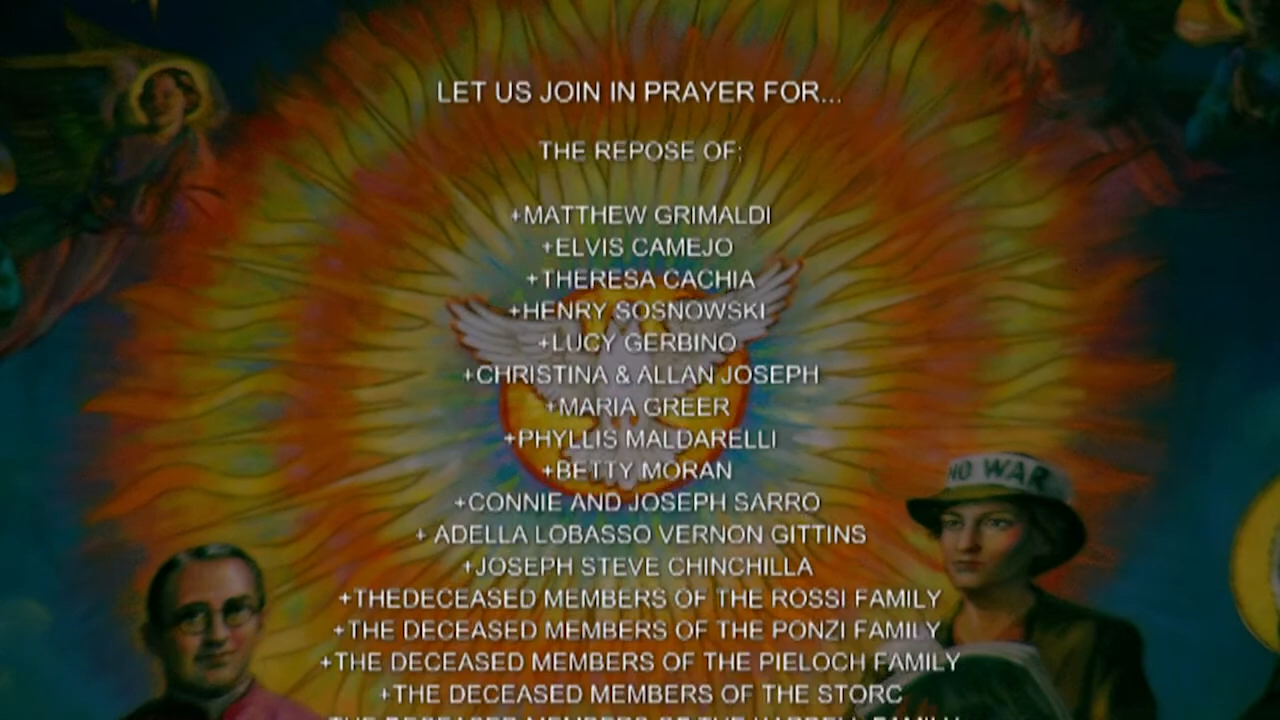 LET US JOIN IN PRAYER FOR...
THE REPOSE OF:
+MATTHEW GRIMALDI
+ELVIS CAMEJO
+THERESA CACHIA
+HENRY SOSNOWSKI
+LUCY GERBINO
+CHRISTINA & ALLAN JOSEPH
+MARIA GREER
+PHYLLIS MALDARELLI
+BETTY MORAN
+CONNIE AND JOSEPH SARRO
+ ADELLA LOBASSO VERNON GITTINS
+JOSEPH STEVE CHINCHILLA
NO WAR
+THEDECEASED MEMBERS OF THE ROSSI FAMILY
+THE DECEASED MEMBERS OF THE PONZI FAMILY
+THE DECEASED MEMBERS OF THE PIELOCH FAMILY
+THE DECEASED MEMBERS OF THE STORC